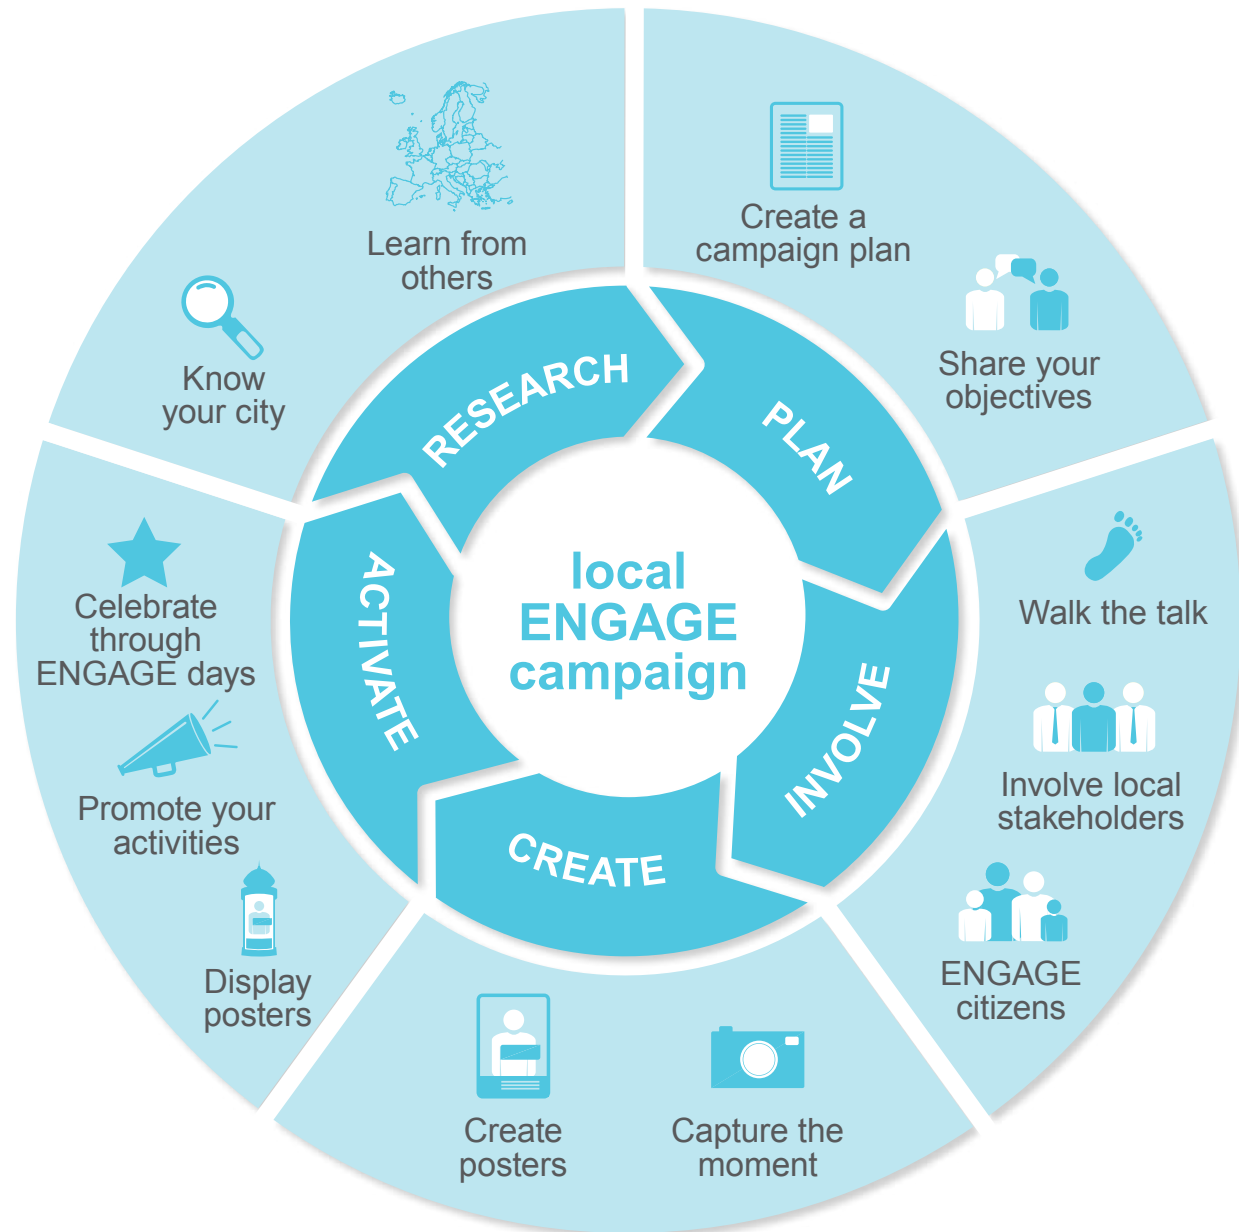 local
ENGAGE
campaign
RESEARCH
Know
your city
Learn from
others
PLAN
Create a
campaign plan
Share your
objectives
INVOLVE
Walk the talk
Involve local
stakeholders
ENGAGE
citizens
CREATE
Capture the
moment
Create
posters
ACTIVATE
Display
posters
Promote your
activities
Celebrate
through
ENGAGE days